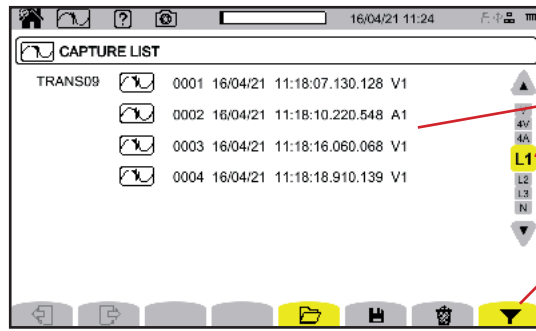 16/04/21 11:24
CAPTURE LIST
TRANS09 0001 16/04/21 11:18:07.130.128 V1
0002 16/04/21 11:18:10.220.548 A1
0003 16/04/21 11:18:16.060.068 V1
0004 16/04/21 11:18:18.910.139 V1
4V
4A
L1
L2
L3
N